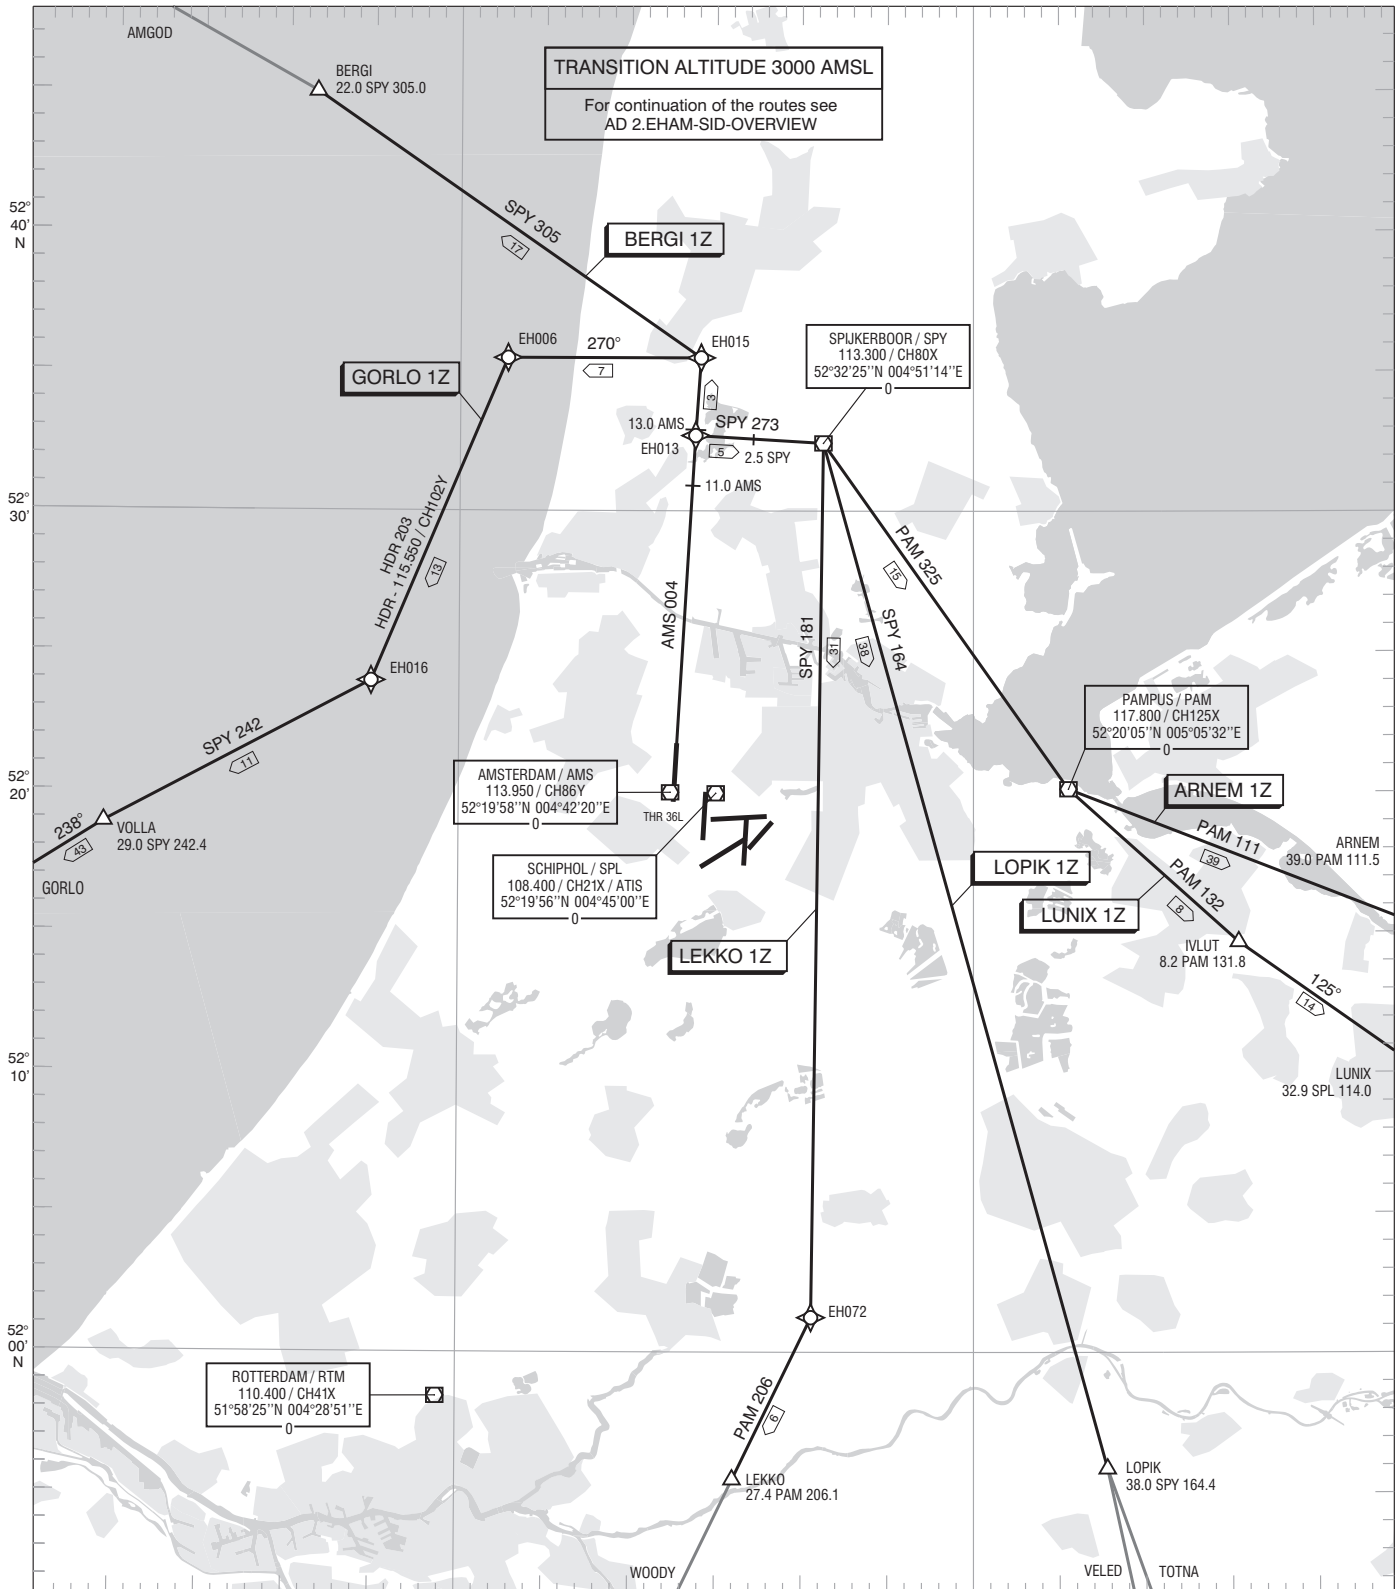 AMGOD
BERGI
22.0 SPY 305.0
TRANSITION ALTITUDE 3000 AMSL
For continuation of the routes see
AD 2.EHAM-SID-OVERVIEW
52°
40'
N
SPY 305
17
BERGI 1Z
EH006
270°
7
EH015
GORLO 1Z
SPIJKERBOOR / SPY
113.300 / CH80X
52°32'25''N 004°51'14''E
0
3
13.0 AMS
EH013
SPY 273
5
2.5 SPY
11.0 AMS
52°
30'
HDR 203
HDR - 115.550 / CH102Y
13
PAM 325
15
AMS 004
SPY 181
31
38
SPY 164
EH016
SPY 242
11
PAMPUS / PAM
117.800 / CH125X
52°20'05''N 005°05'32''E
0
52°
20'
AMSTERDAM / AMS
113.950 / CH86Y
52°19'58''N 004°42'20''E
0
THR 36L
ARNEM 1Z
238°
43
VOLLA
29.0 SPY 242.4
GORLO
PAM 111
39
ARNEM
39.0 PAM 111.5
SCHIPHOL / SPL
108.400 / CH21X / ATIS
52°19'56''N 004°45'00''E
0
LOPIK 1Z
PAM 132
8
LUNIX 1Z
LEKKO 1Z
IVLUT
8.2 PAM 131.8
125°
14
52°
10'
LUNIX
32.9 SPL 114.0
EH072
52°
00'
N
ROTTERDAM / RTM
110.400 / CH41X
51°58'25''N 004°28'51''E
0
PAM 206
6
LEKKO
27.4 PAM 206.1
LOPIK
38.0 SPY 164.4
WOODY
VELED
TOTNA